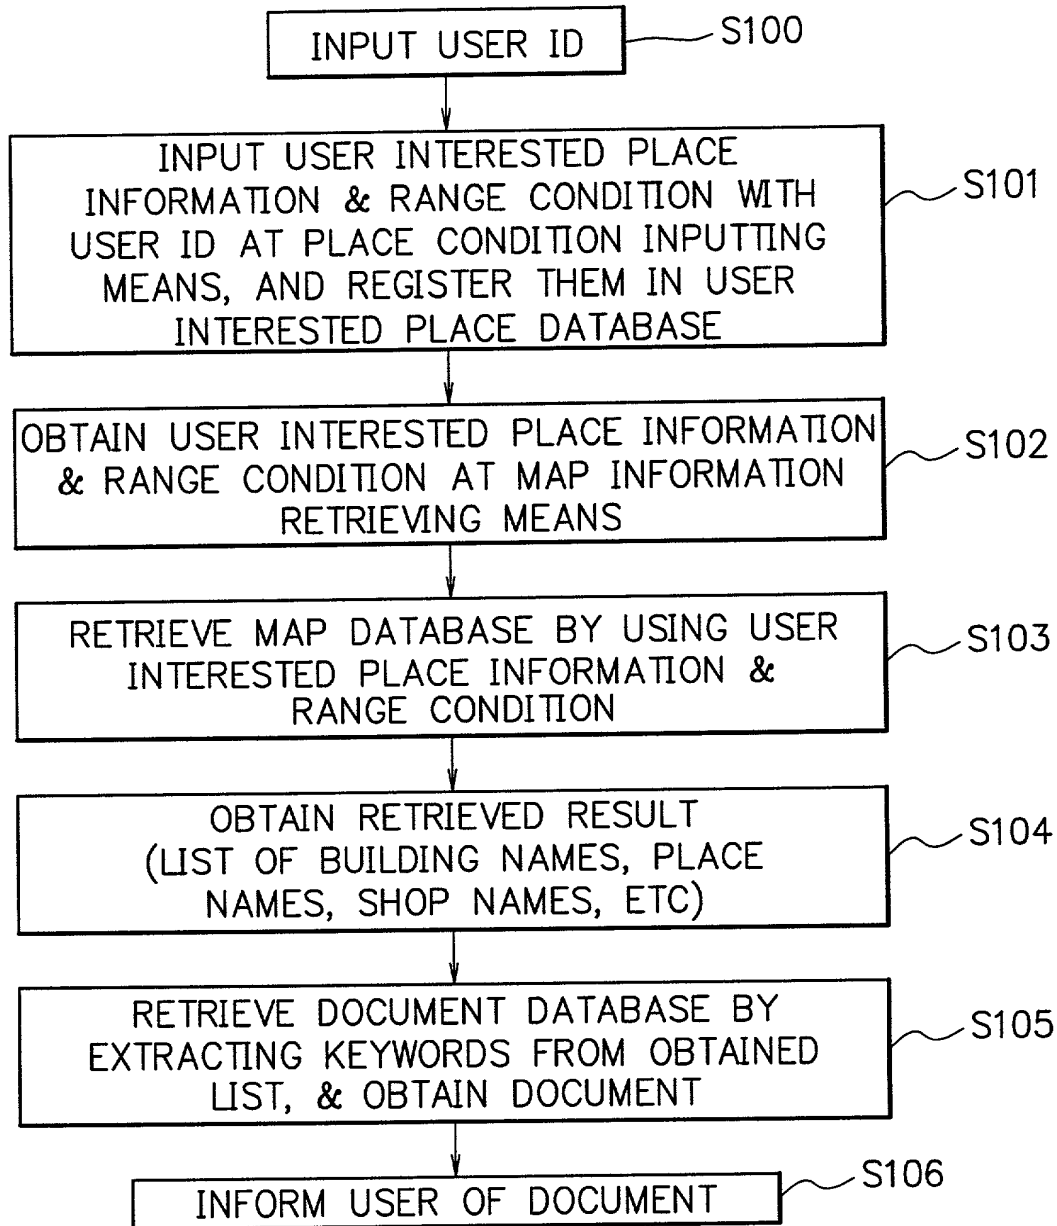 INPUT USER ID
S100
INPUT USER INTERESTED PLACE
INFORMATION & RANGE CONDITION WITH
USER ID AT PLACE CONDITION INPUTTING
MEANS, AND REGISTER THEM IN USER
INTERESTED PLACE DATABASE
S101
OBTAIN USER INTERESTED PLACE INFORMATION
& RANGE CONDITION AT MAP INFORMATION
RETRIEVING MEANS
S102
RETRIEVE MAP DATABASE BY USING USER
INTERESTED PLACE INFORMATION &
RANGE CONDITION
S103
OBTAIN RETRIEVED RESULT
(LIST OF BUILDING NAMES, PLACE
NAMES, SHOP NAMES, ETC)
S104
RETRIEVE DOCUMENT DATABASE BY
EXTRACTING KEYWORDS FROM OBTAINED
LIST, & OBTAIN DOCUMENT
S105
INFORM USER OF DOCUMENT
S106